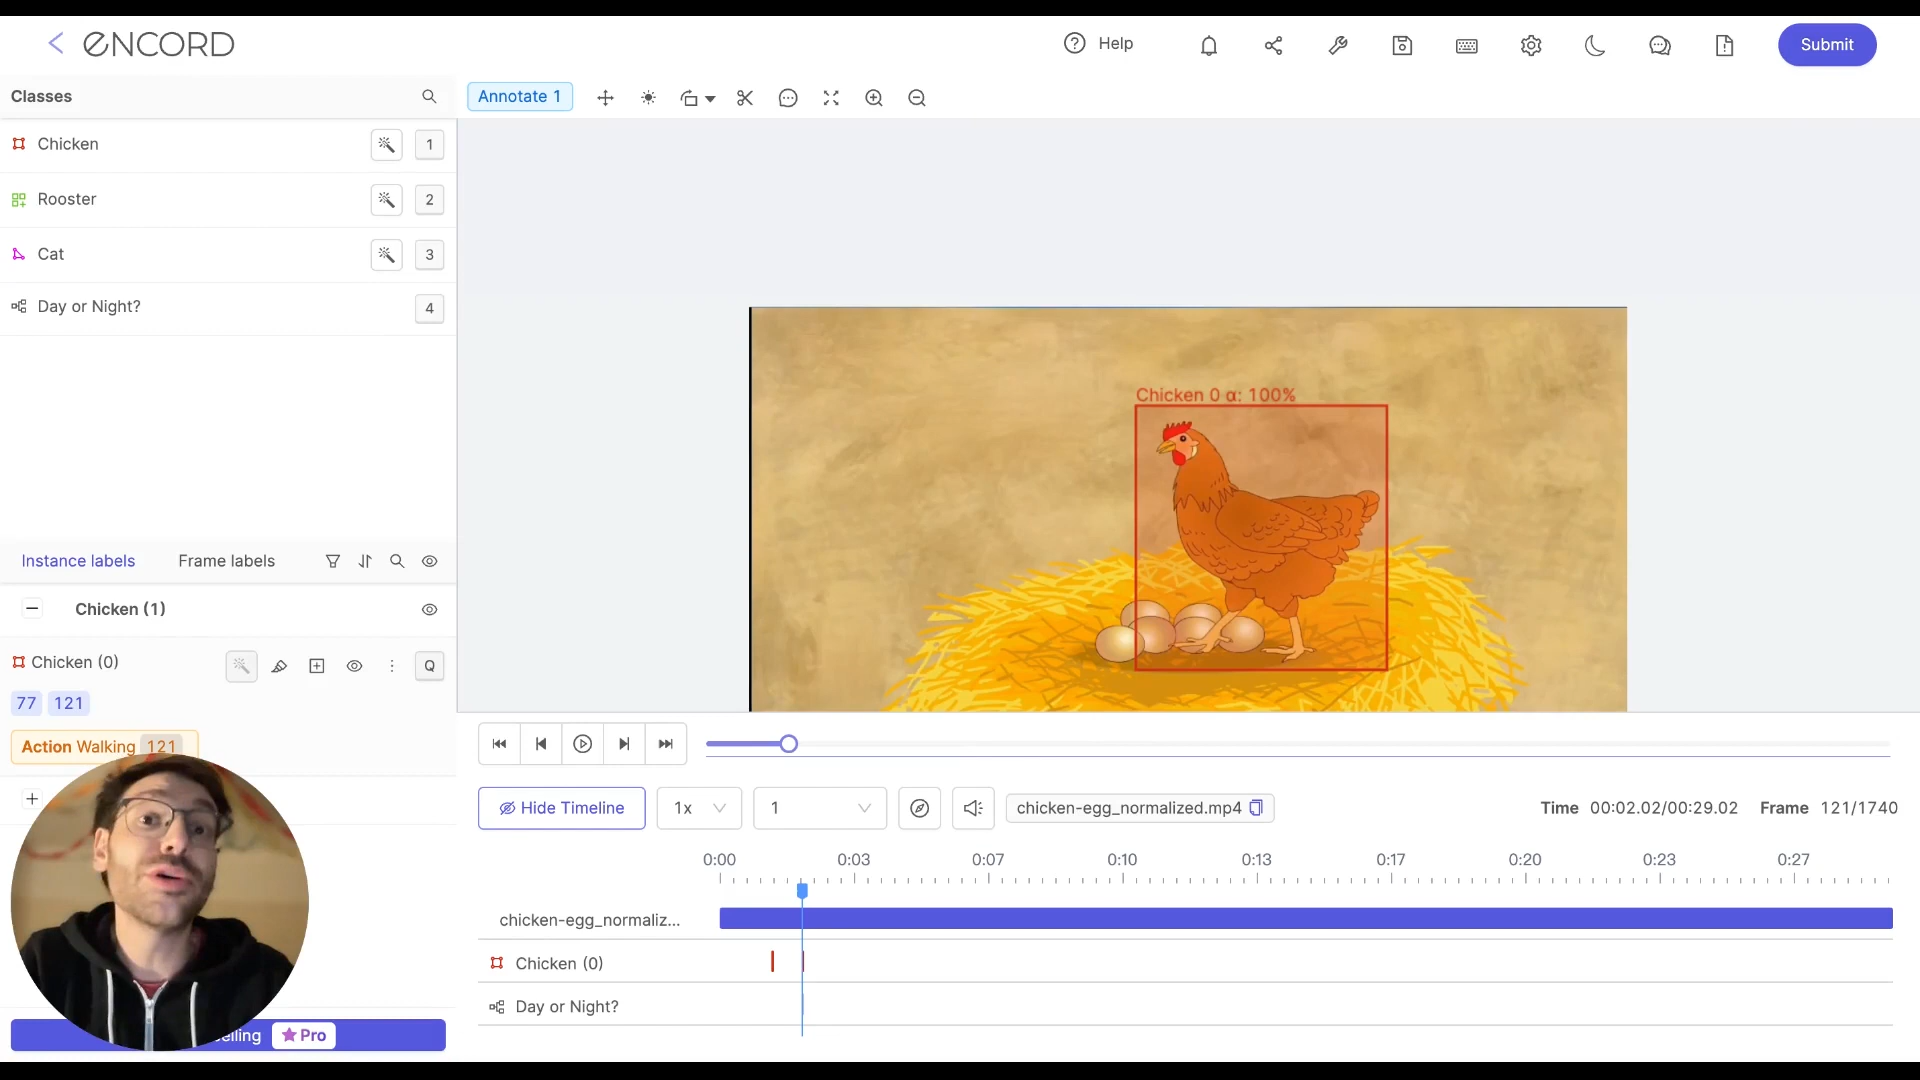 ENCORD
Help
Submit
Classes
Annotate 1
Chicken
1
Rooster
2
Cat
3
Day or Night?
4
Chicken 0 α: 100%
Instance labels
Frame labels
Chicken (1)
Chicken (0)
Q
77
121
Action Walking 121
Pro
Hide Timeline
1x
1
chicken-egg_normalized.mp4
Time 00:02.02/00:29.02
Frame 121/1740
0:00
0:03
0:07
0:10
0:13
0:17
0:20
0:23
0:27
chicken-egg_normaliz...
Chicken (0)
Day or Night?